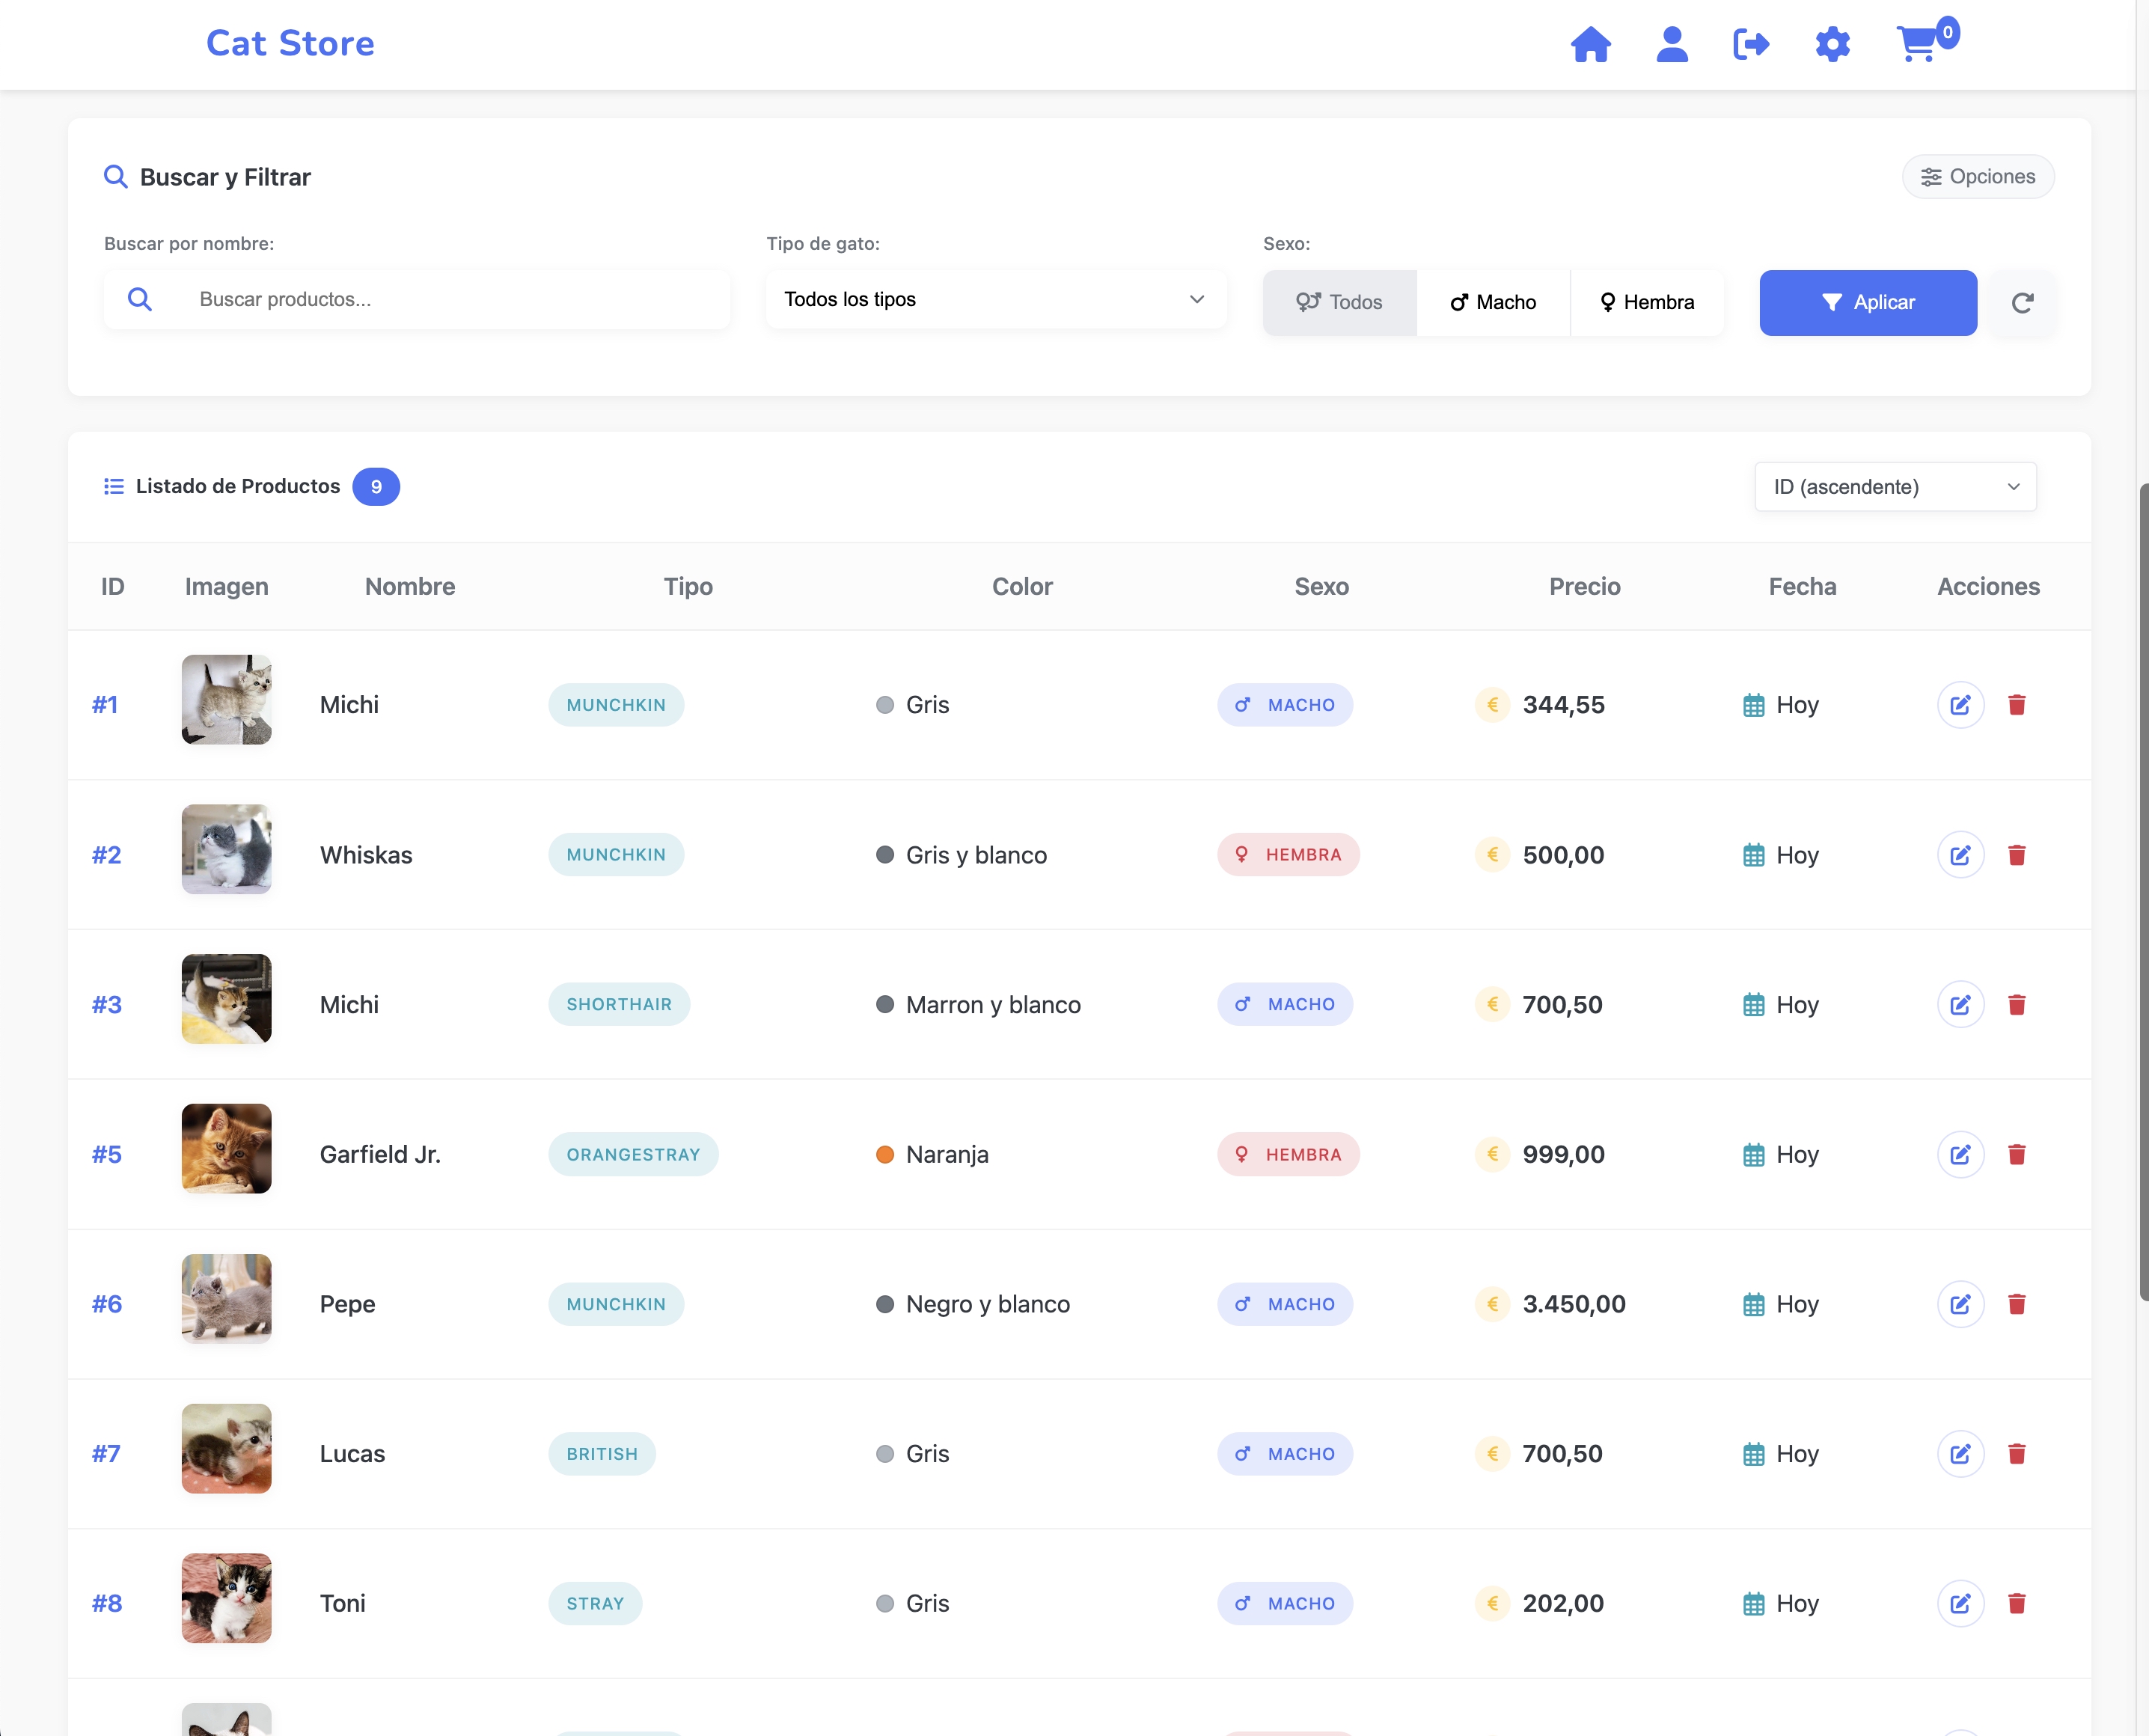 Cat Store
0
Buscar y Filtrar
Opciones
Buscar por nombre:
Tipo de gato:
Sexo:
Buscar productos...
Todos los tipos
Todos
Macho
Hembra
Aplicar
Listado de Productos 9
ID (ascendente)
ID Imagen Nombre Tipo Color Sexo Precio Fecha Acciones
#1 Michi MUNCHKIN Gris MACHO € 344,55 Hoy
#2 Whiskas MUNCHKIN Gris y blanco HEMBRA € 500,00 Hoy
#3 Michi SHORTHAIR Marron y blanco MACHO € 700,50 Hoy
#5 Garfield Jr. ORANGESTRAY Naranja HEMBRA € 999,00 Hoy
#6 Pepe MUNCHKIN Negro y blanco MACHO € 3.450,00 Hoy
#7 Lucas BRITISH Gris MACHO € 700,50 Hoy
#8 Toni STRAY Gris MACHO € 202,00 Hoy